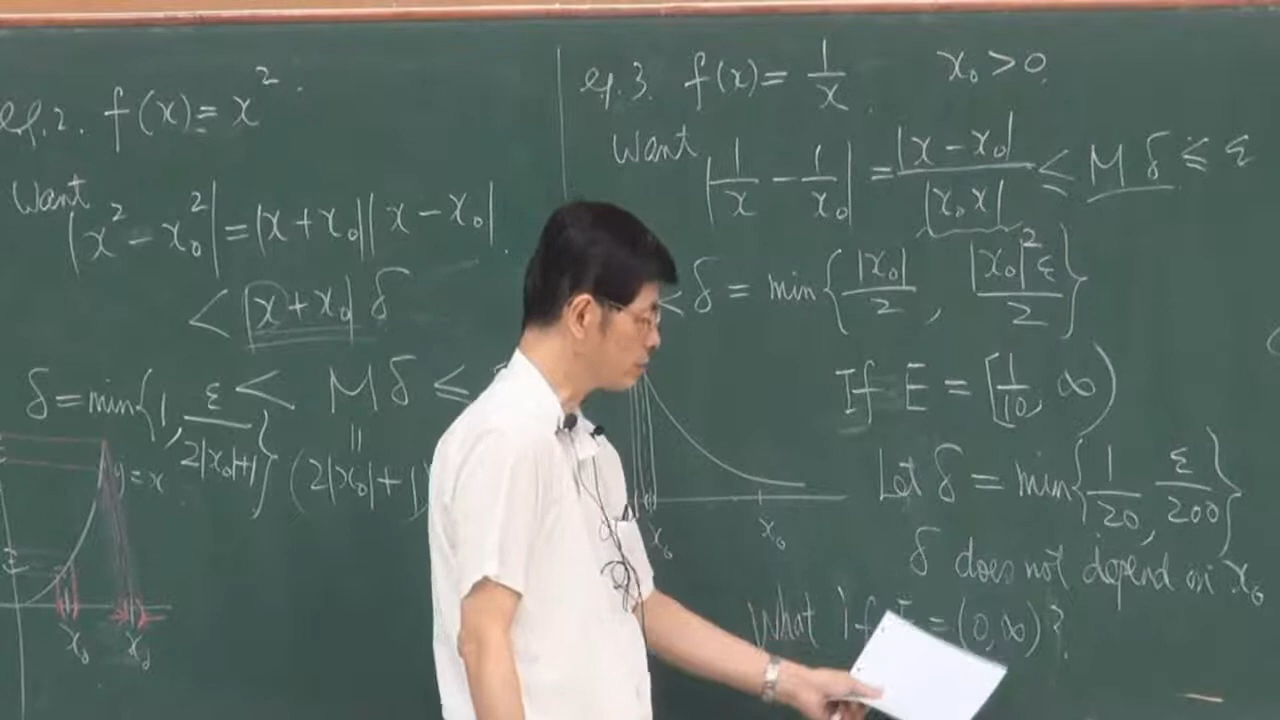 eg.2. f(x) = x².
Want
|x² - x₀²| = |x + x₀||x - x₀|.
< |x + x₀| δ
< Mδ ≤
δ = min{1, ε/(2|x₀|+1)}
||
(2|x₀|+1)
y = x
x₀ x₀
eg.3. f(x) = 1/x x₀ > 0.
Want |1/x - 1/x₀| = |x - x₀|/|x₀x| ≤ Mδ ≤ ε
< δ = min{|x₀|/2, |x₀|²ε/2}
If E = [1/10, ∞)
x₀ x₀
Let δ = min{1/20, ε/200}
δ does not depend on x₀
What if E = (0,∞)?